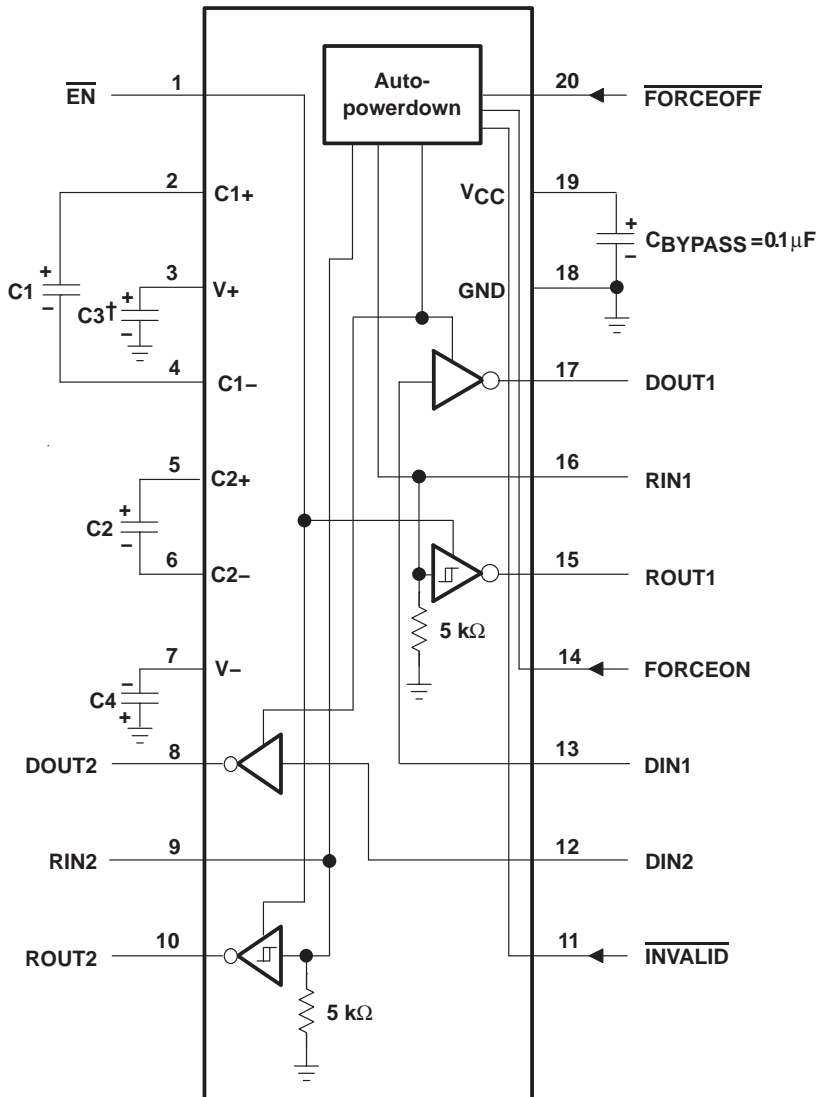 Auto-
powerdown
EN 1
20 FORCEOFF
2 C1+
VCC 19
+
CBYPASS = 0.1 µF
–
3 V+
+
C1
–
+
C3†
–
GND 18
4 C1–
17 DOUT1
5 C2+
16 RIN1
+
C2
–
6 C2–
15 ROUT1
5 kΩ
7 V–
14 FORCEON
–
C4
+
DOUT2 8
13 DIN1
RIN2 9
12 DIN2
ROUT2 10
11 INVALID
5 kΩ